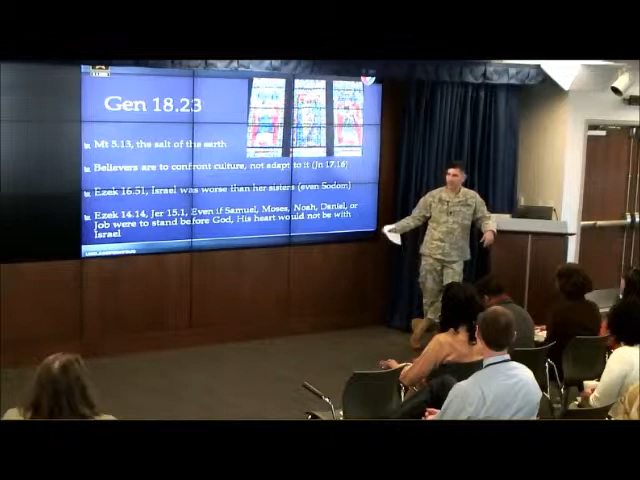 Gen 18.23
Mt 5.13, the salt of the earth
Believers are to confront culture, not adapt to it (Jn 17.18)
Ezek 16.51, Israel was worse than her sisters (even Sodom)
Ezek 14.14, Jer 15.1, Even if Samuel, Moses, Noah, Daniel, or
Job were to stand before God, His heart would not be with
Israel